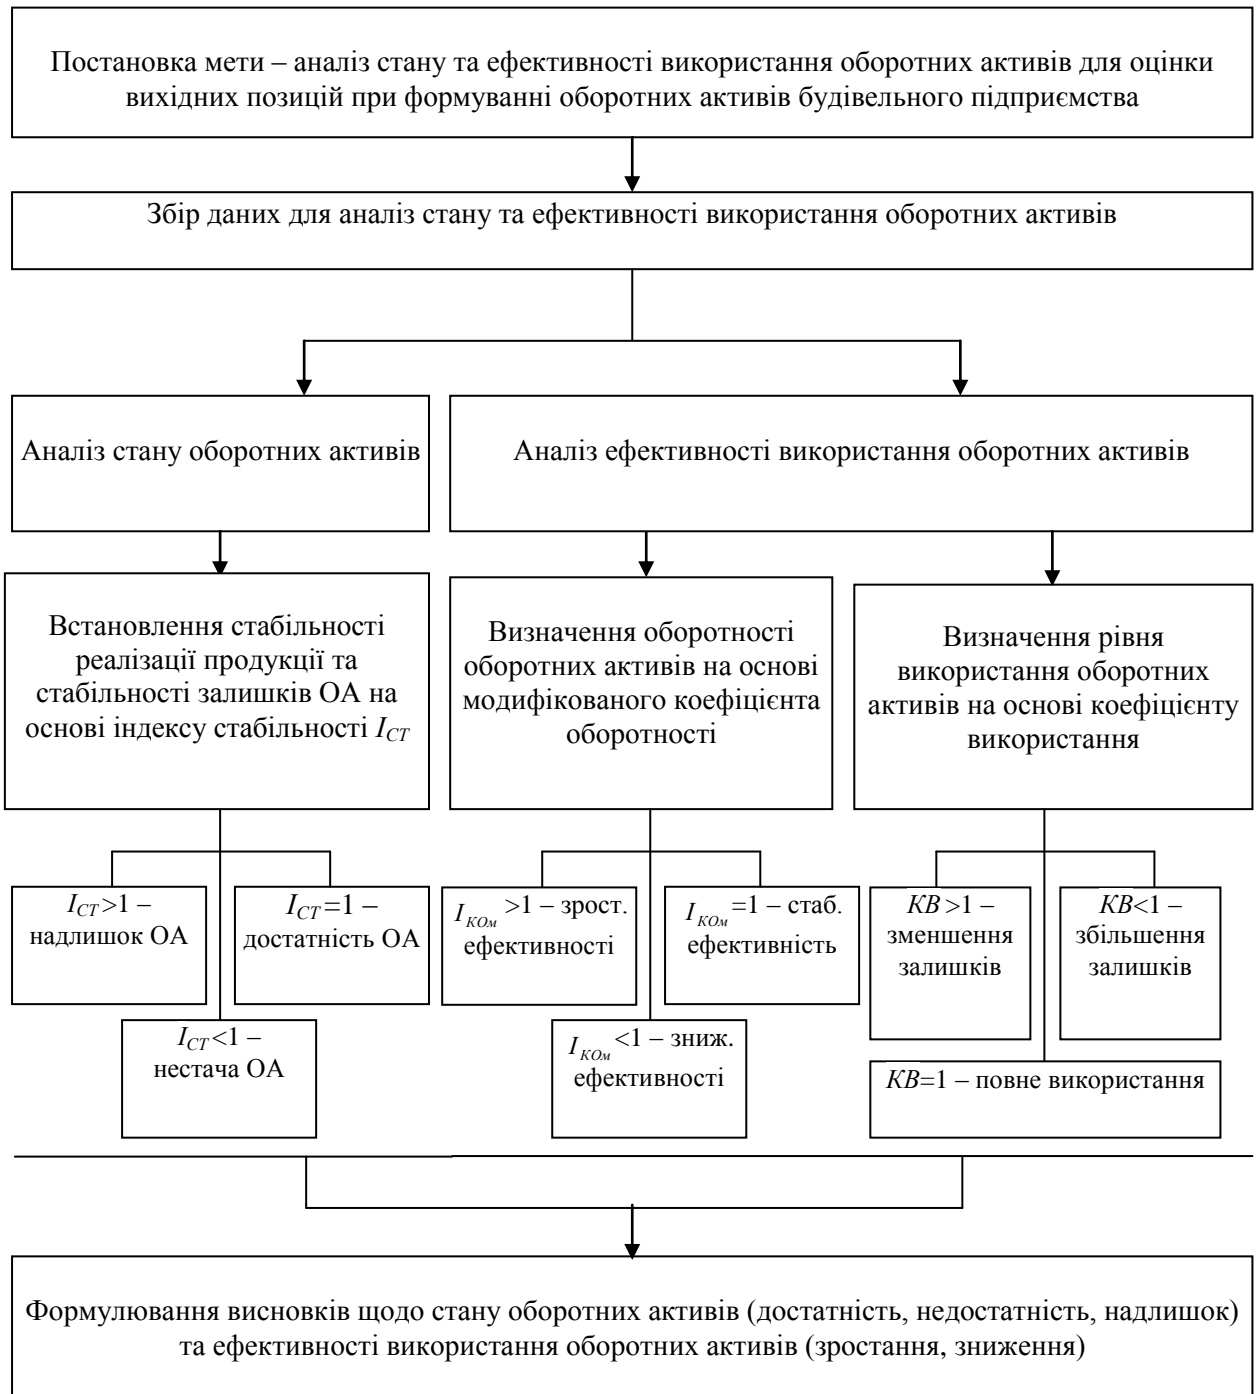 Постановка мети – аналіз стану та ефективності використання оборотних активів для оцінки
вихідних позицій при формуванні оборотних активів будівельного підприємства
Збір даних для аналіз стану та ефективності використання оборотних активів
Аналіз стану оборотних активів
Аналіз ефективності використання оборотних активів
Встановлення стабільності
реалізації продукції та
стабільності залишків ОА на
основі індексу стабільності I_CT
Визначення оборотності
оборотних активів на основі
модифікованого коефіцієнта
оборотності
Визначення рівня
використання оборотних
активів на основі коефіцієнту
використання
I_CT>1 –
надлишок ОА
I_CT=1 –
достатність ОА
I_CT<1 –
нестача ОА
I_KOм >1 – зрост.
ефективності
I_KOм =1 – стаб.
ефективність
I_KOм <1 – зниж.
ефективності
КВ >1 –
зменшення
залишків
КВ<1 –
збільшення
залишків
КВ=1 – повне використання
Формулювання висновків щодо стану оборотних активів (достатність, недостатність, надлишок)
та ефективності використання оборотних активів (зростання, зниження)